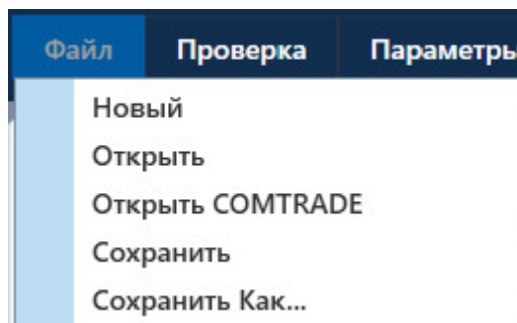 Файл Проверка Параметры
Новый
Открыть
Открыть COMTRADE
Сохранить
Сохранить Как...